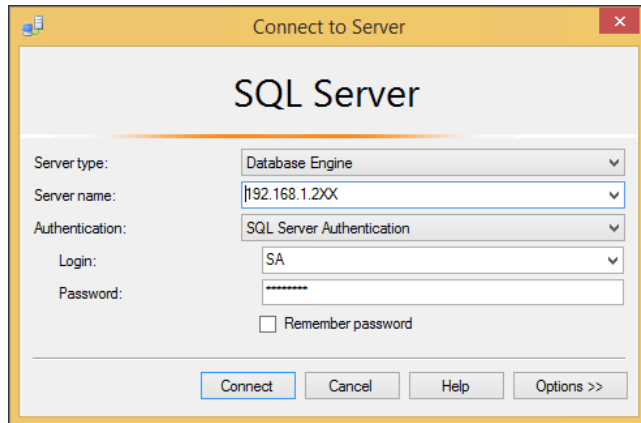 Connect to Server
SQL Server
Server type: Database Engine
Server name: 192.168.1.2XX
Authentication: SQL Server Authentication
Login: SA
Password: ********
Remember password
Connect Cancel Help Options >>